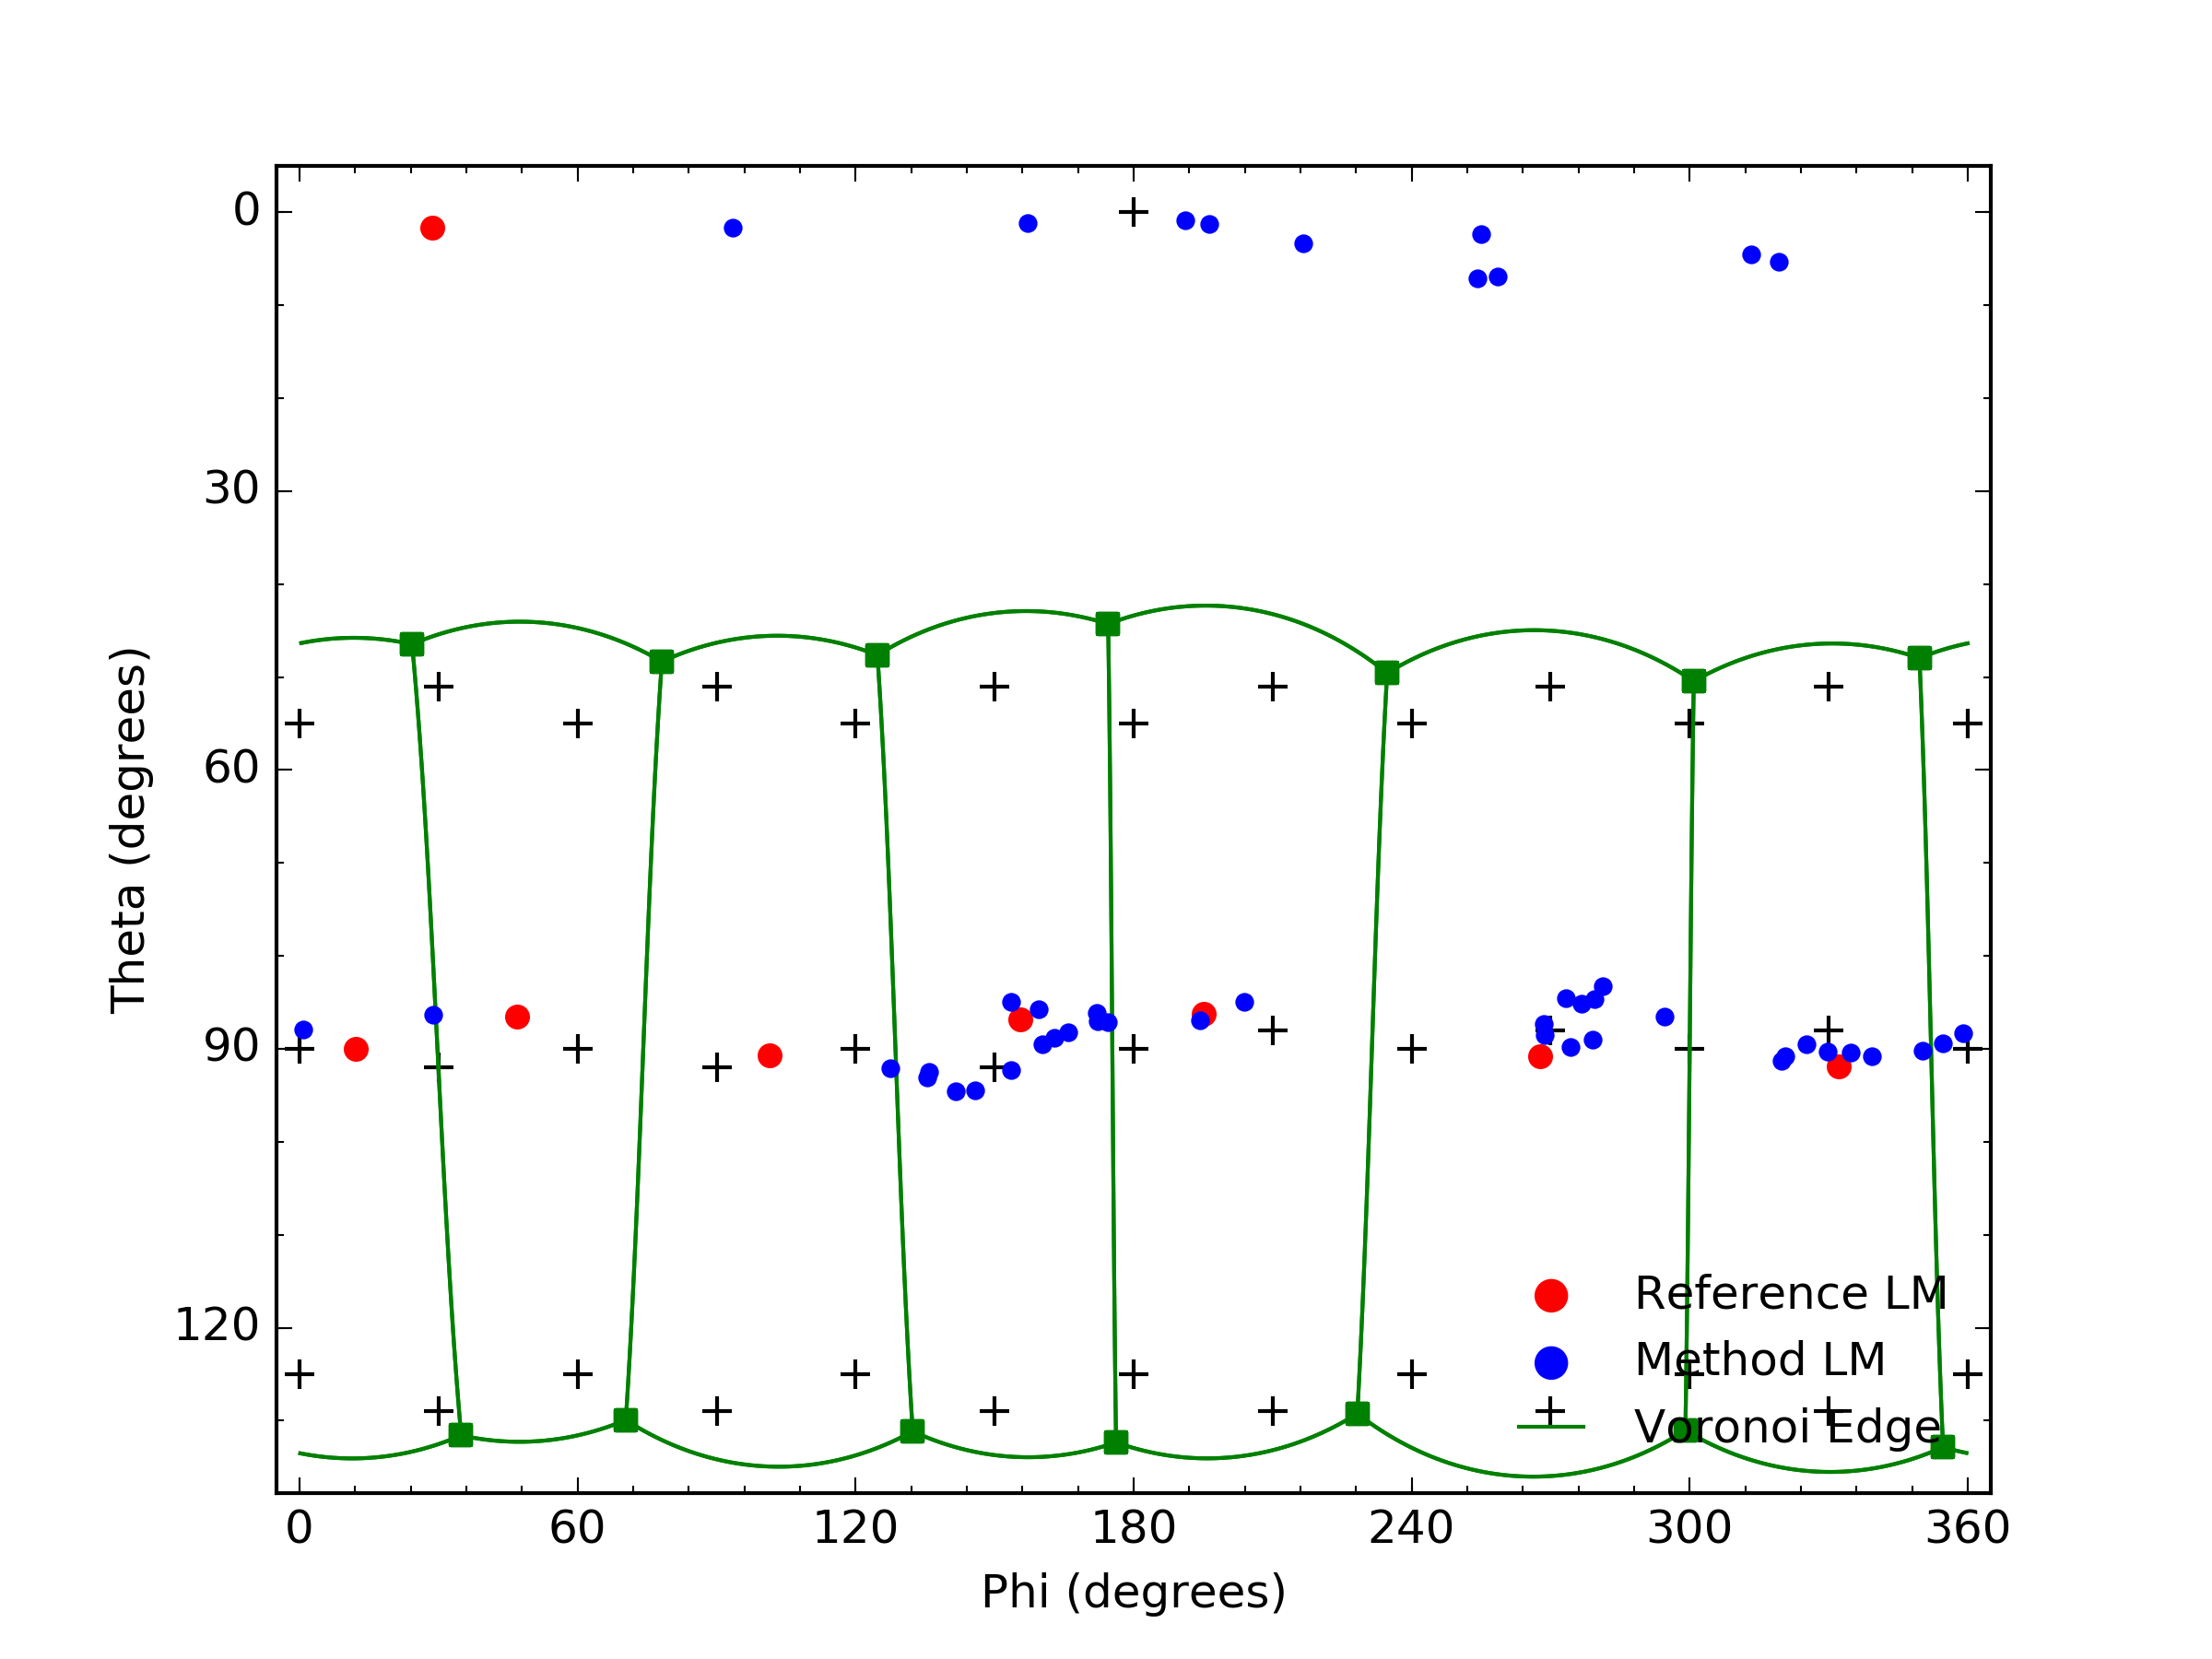 0
30
60
90
120
Theta (degrees)
Reference LM
Method LM
Voronoi Edge
0 60 120 180 240 300 360
Phi (degrees)